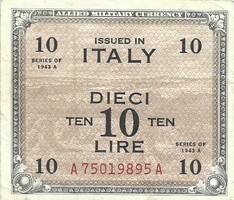 ALLIED MILITARY CURRENCY
10 ISSUED IN 10
ITALY
SERIES OF 1943 A SERIES OF 1943 A
DIECI
TEN 10 TEN
LIRE
10 A75019895A 10